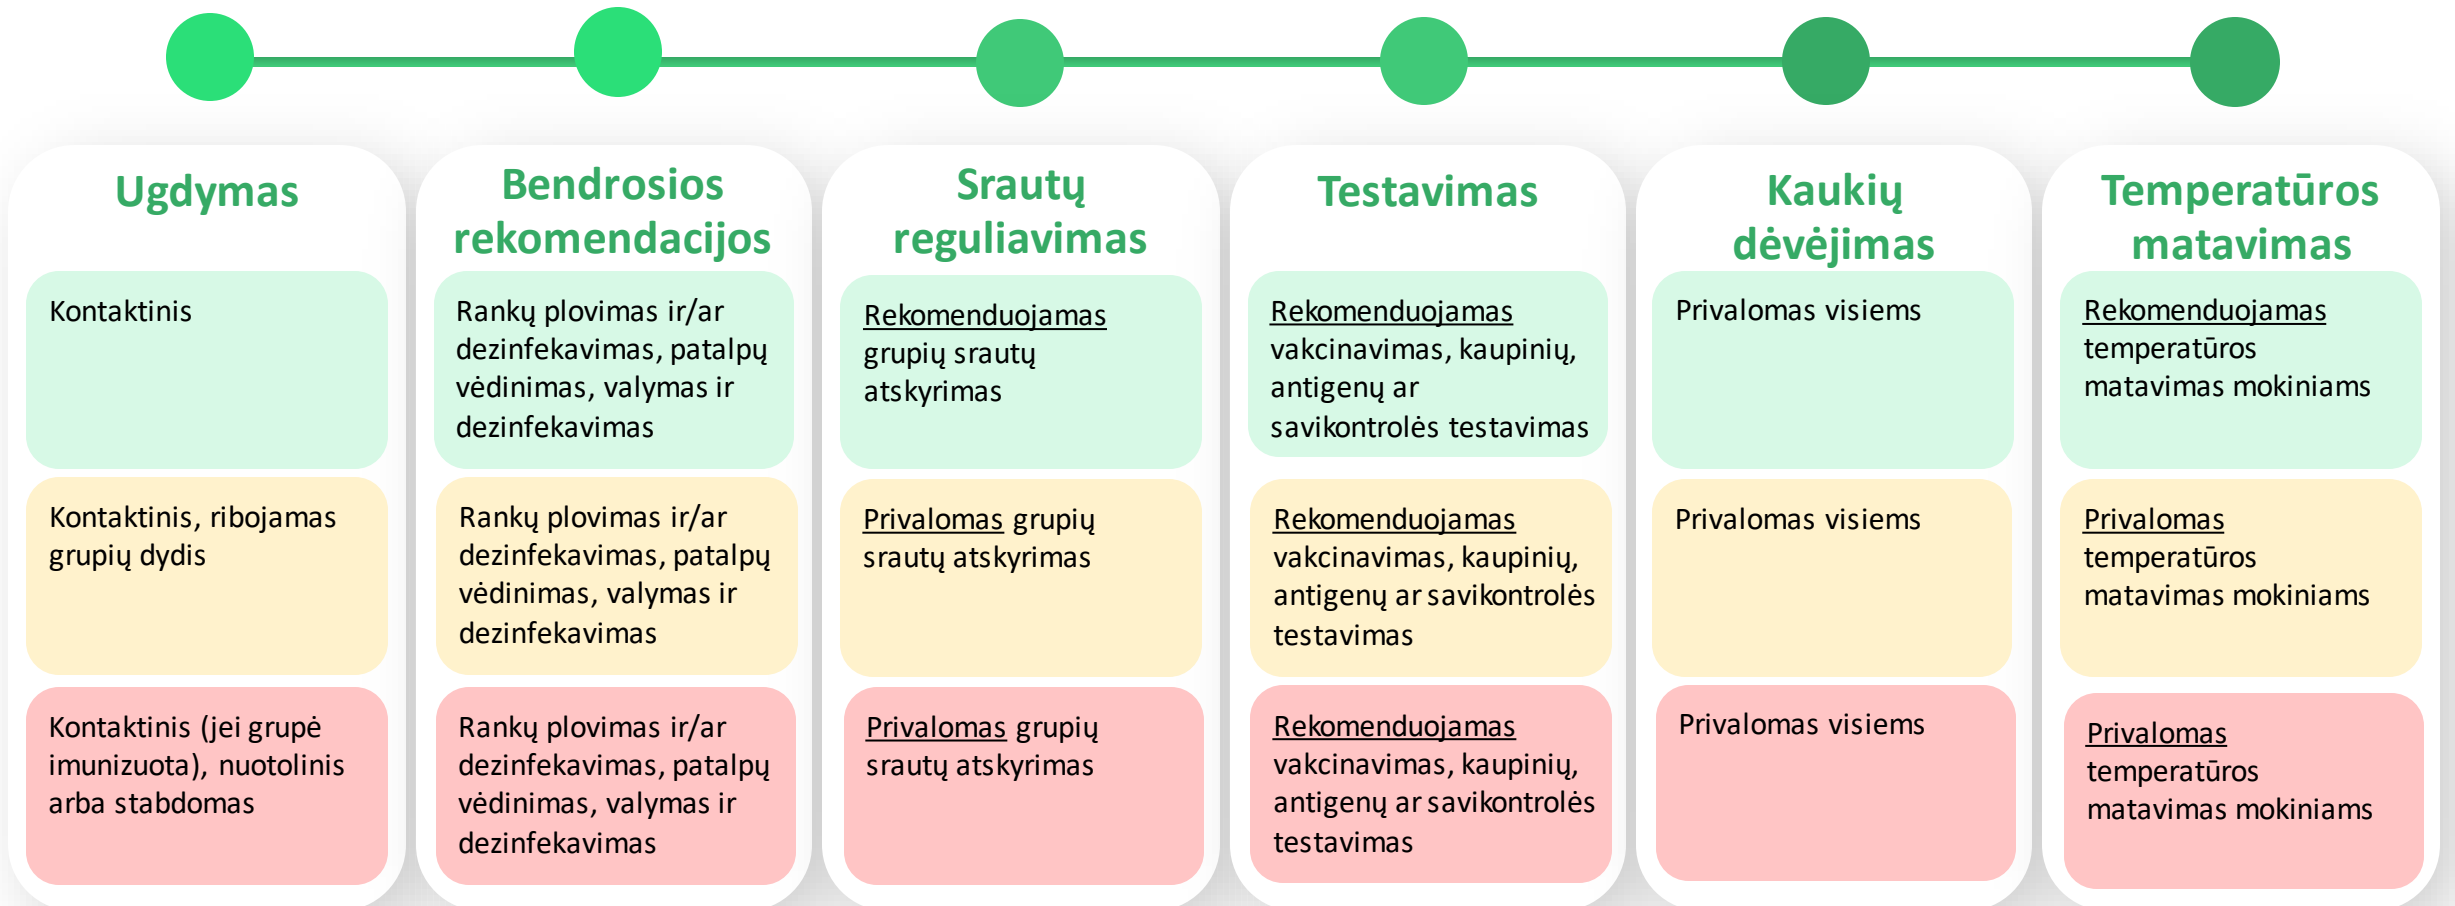 Ugdymas
Kontaktinis
Kontaktinis, ribojamas
grupių dydis
Kontaktinis (jei grupė
imunizuota), nuotolinis
arba stabdomas
Bendrosios
rekomendacijos
Rankų plovimas ir/ar
dezinfekavimas, patalpų
vėdinimas, valymas ir
dezinfekavimas
Rankų plovimas ir/ar
dezinfekavimas, patalpų
vėdinimas, valymas ir
dezinfekavimas
Rankų plovimas ir/ar
dezinfekavimas, patalpų
vėdinimas, valymas ir
dezinfekavimas
Srautų
reguliavimas
Rekomenduojamas
grupių srautų
atskyrimas
Privalomas grupių
srautų atskyrimas
Privalomas grupių
srautų atskyrimas
Testavimas
Rekomenduojamas
vakcinavimas, kaupinių,
antigenų ar
savikontrolės testavimas
Rekomenduojamas
vakcinavimas, kaupinių,
antigenų ar savikontrolės
testavimas
Rekomenduojamas
vakcinavimas, kaupinių,
antigenų ar savikontrolės
testavimas
Kaukių
dėvėjimas
Privalomas visiems
Privalomas visiems
Privalomas visiems
Temperatūros
matavimas
Rekomenduojamas
temperatūros
matavimas mokiniams
Privalomas
temperatūros
matavimas mokiniams
Privalomas
temperatūros
matavimas mokiniams